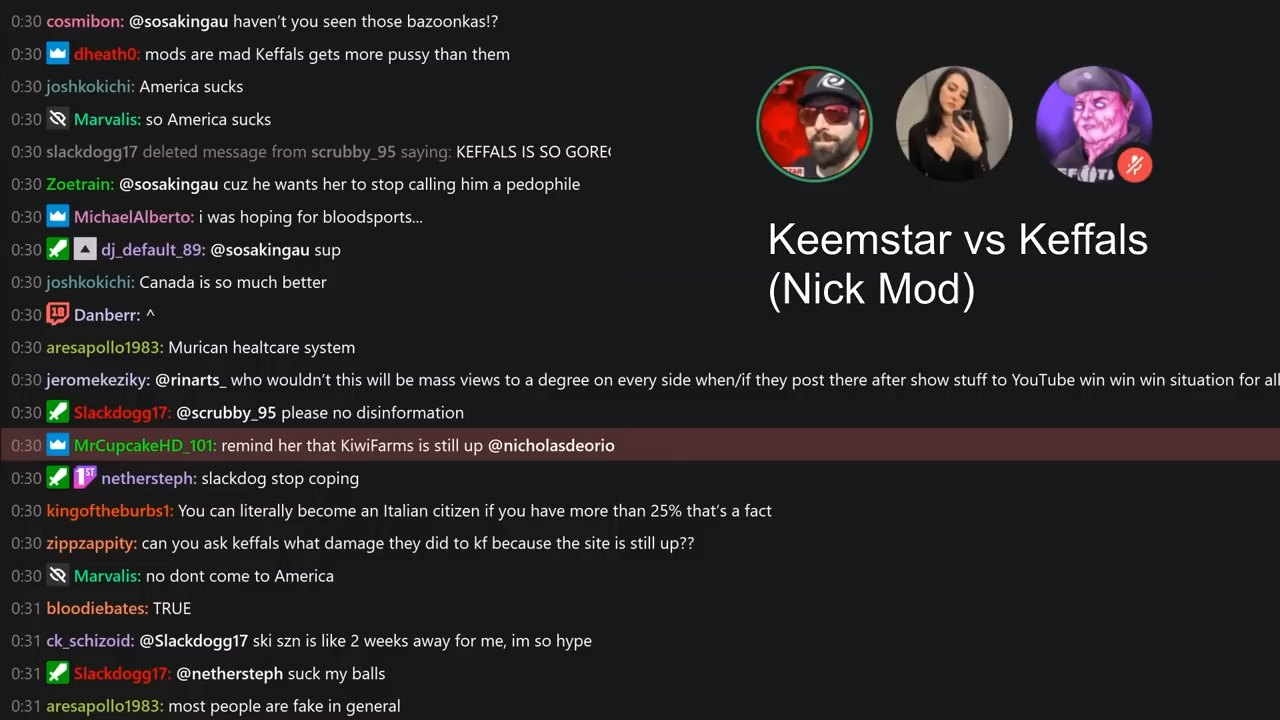 0:30 cosmibon: @sosakingau haven't you seen those bazoonkas!?
0:30 dheath0: mods are mad Keffals gets more pussy than them
0:30 joshkokichi: America sucks
0:30 Marvalis: so America sucks
0:30 slackdogg17 deleted message from scrubby_95 saying: KEFFALS IS SO
0:30 Zoetrain: @sosakingau cuz he wants her to stop calling him a pedophile
0:30 MichaelAlberto: i was hoping for bloodsports...
0:30 dj_default_89: @sosakingau sup
0:30 joshkokichi: Canada is so much better
0:30 18 Danberr: ^
0:30 aresapollo1983: Murican healtcare system
0:30 jeromekeziky: @rinarts_ who wouldn't this will be mass views to a degree on every side when/if they post there after show stuff to YouTube win win win situation for all
0:30 Slackdogg17: @scrubby_95 please no disinformation
0:30 MrCupcakeHD_101: remind her that KiwiFarms is still up @nicholasdeorio
0:30 1ST nethersteph: slackdog stop coping
0:30 kingoftheburbs1: You can literally become an Italian citizen if you have more than 25% that's a fact
0:30 zippzappity: can you ask keffals what damage they did to kf because the site is still up??
0:30 Marvalis: no dont come to America
0:31 bloodiebates: TRUE
0:31 ck_schizoid: @Slackdogg17 ski szn is like 2 weeks away for me, im so hype
0:31 Slackdogg17: @nethersteph suck my balls
0:31 aresapollo1983: most people are fake in general
Keemstar vs Keffals
(Nick Mod)